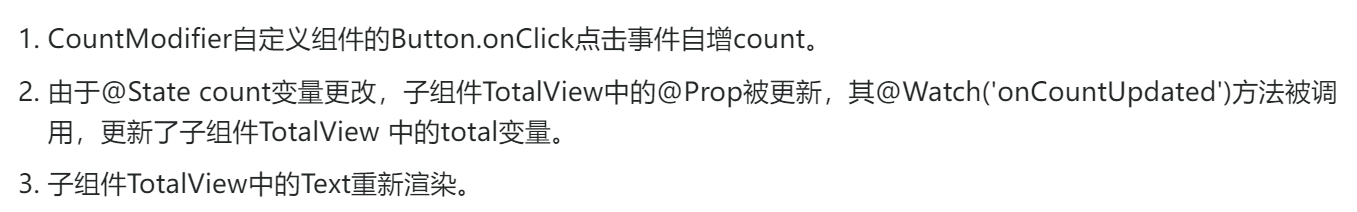 1. CountModifier自定义组件的Button.onClick点击事件自增count。
2. 由于@State count变量更改，子组件TotalView中的@Prop被更新，其@Watch('onCountUpdated')方法被调
用，更新了子组件TotalView 中的total变量。
3. 子组件TotalView中的Text重新渲染。